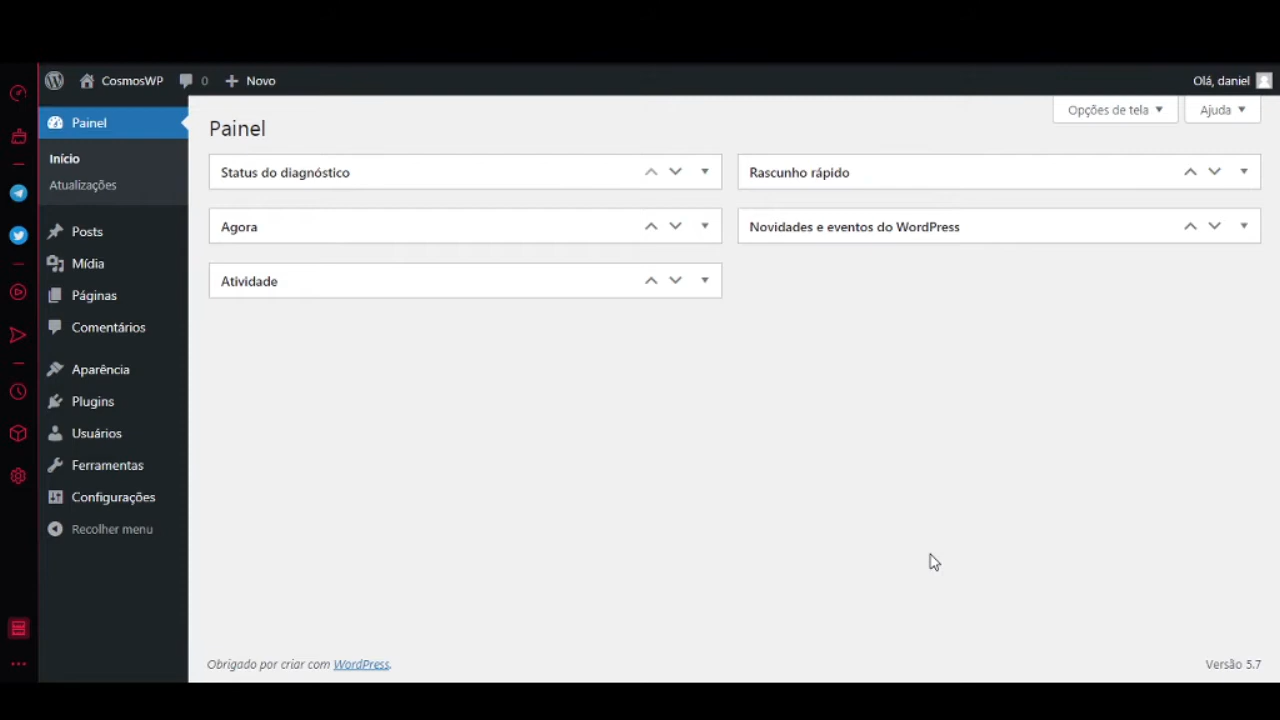 CosmosWP 0 Novo Olá, daniel
Painel
Início
Atualizações
Posts
Mídia
Páginas
Comentários
Aparência
Plugins
Usuários
Ferramentas
Configurações
Recolher menu
Opções de tela Ajuda
Painel
Status do diagnóstico
Rascunho rápido
Agora
Novidades e eventos do WordPress
Atividade
Obrigado por criar com WordPress.
Versão 5.7